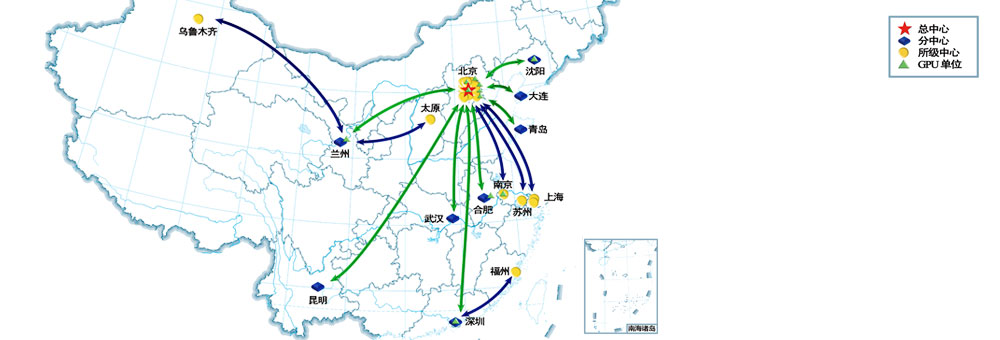 乌鲁木齐
总中心
分中心
所级中心
GPU 单位
北京
沈阳
大连
太原
青岛
兰州
南京
上海
合肥
苏州
武汉
福州
昆明
深圳
南海诸岛